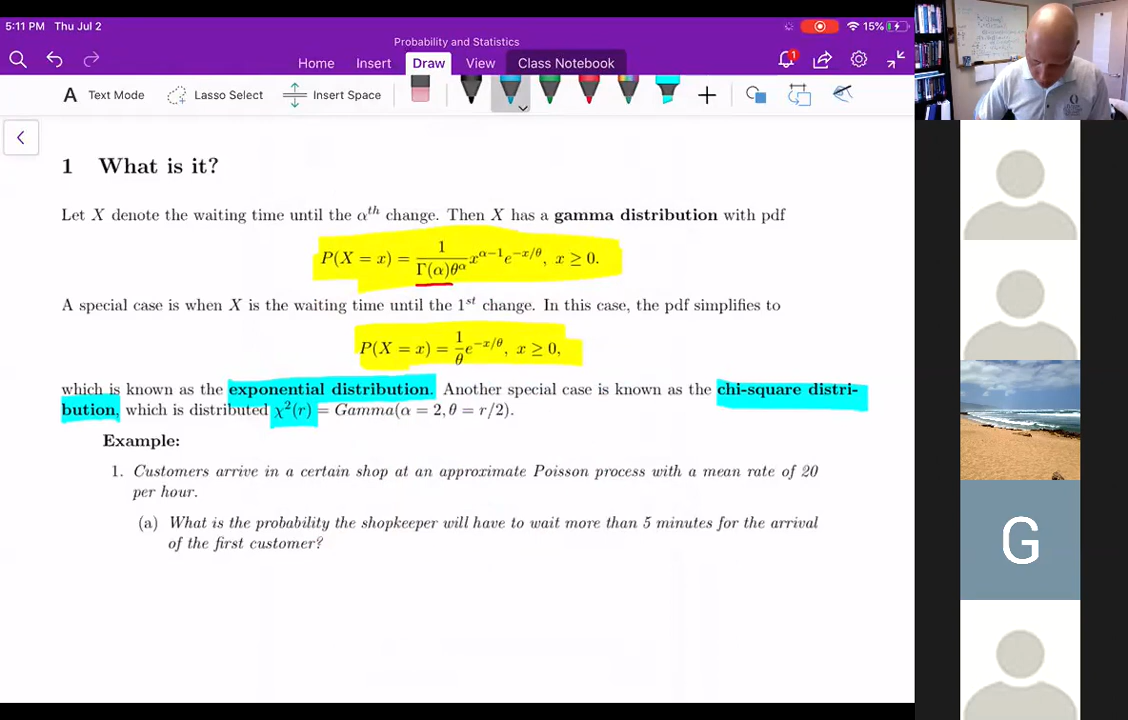 5:11 PM Thu Jul 2
15%
Probability and Statistics
Home Insert Draw View Class Notebook
1
A Text Mode Lasso Select Insert Space
1 What is it?
Let X denote the waiting time until the α^th change. Then X has a gamma distribution with pdf
P(X = x) = 1/(Γ(α)θ^α) x^(α−1) e^(−x/θ), x ≥ 0.
A special case is when X is the waiting time until the 1^st change. In this case, the pdf simplifies to
P(X = x) = 1/θ e^(−x/θ), x ≥ 0,
which is known as the exponential distribution. Another special case is known as the chi-square distri-
bution, which is distributed χ²(r) = Gamma(α = 2, θ = r/2).
Example:
1. Customers arrive in a certain shop at an approximate Poisson process with a mean rate of 20
per hour.
(a) What is the probability the shopkeeper will have to wait more than 5 minutes for the arrival
of the first customer?
G